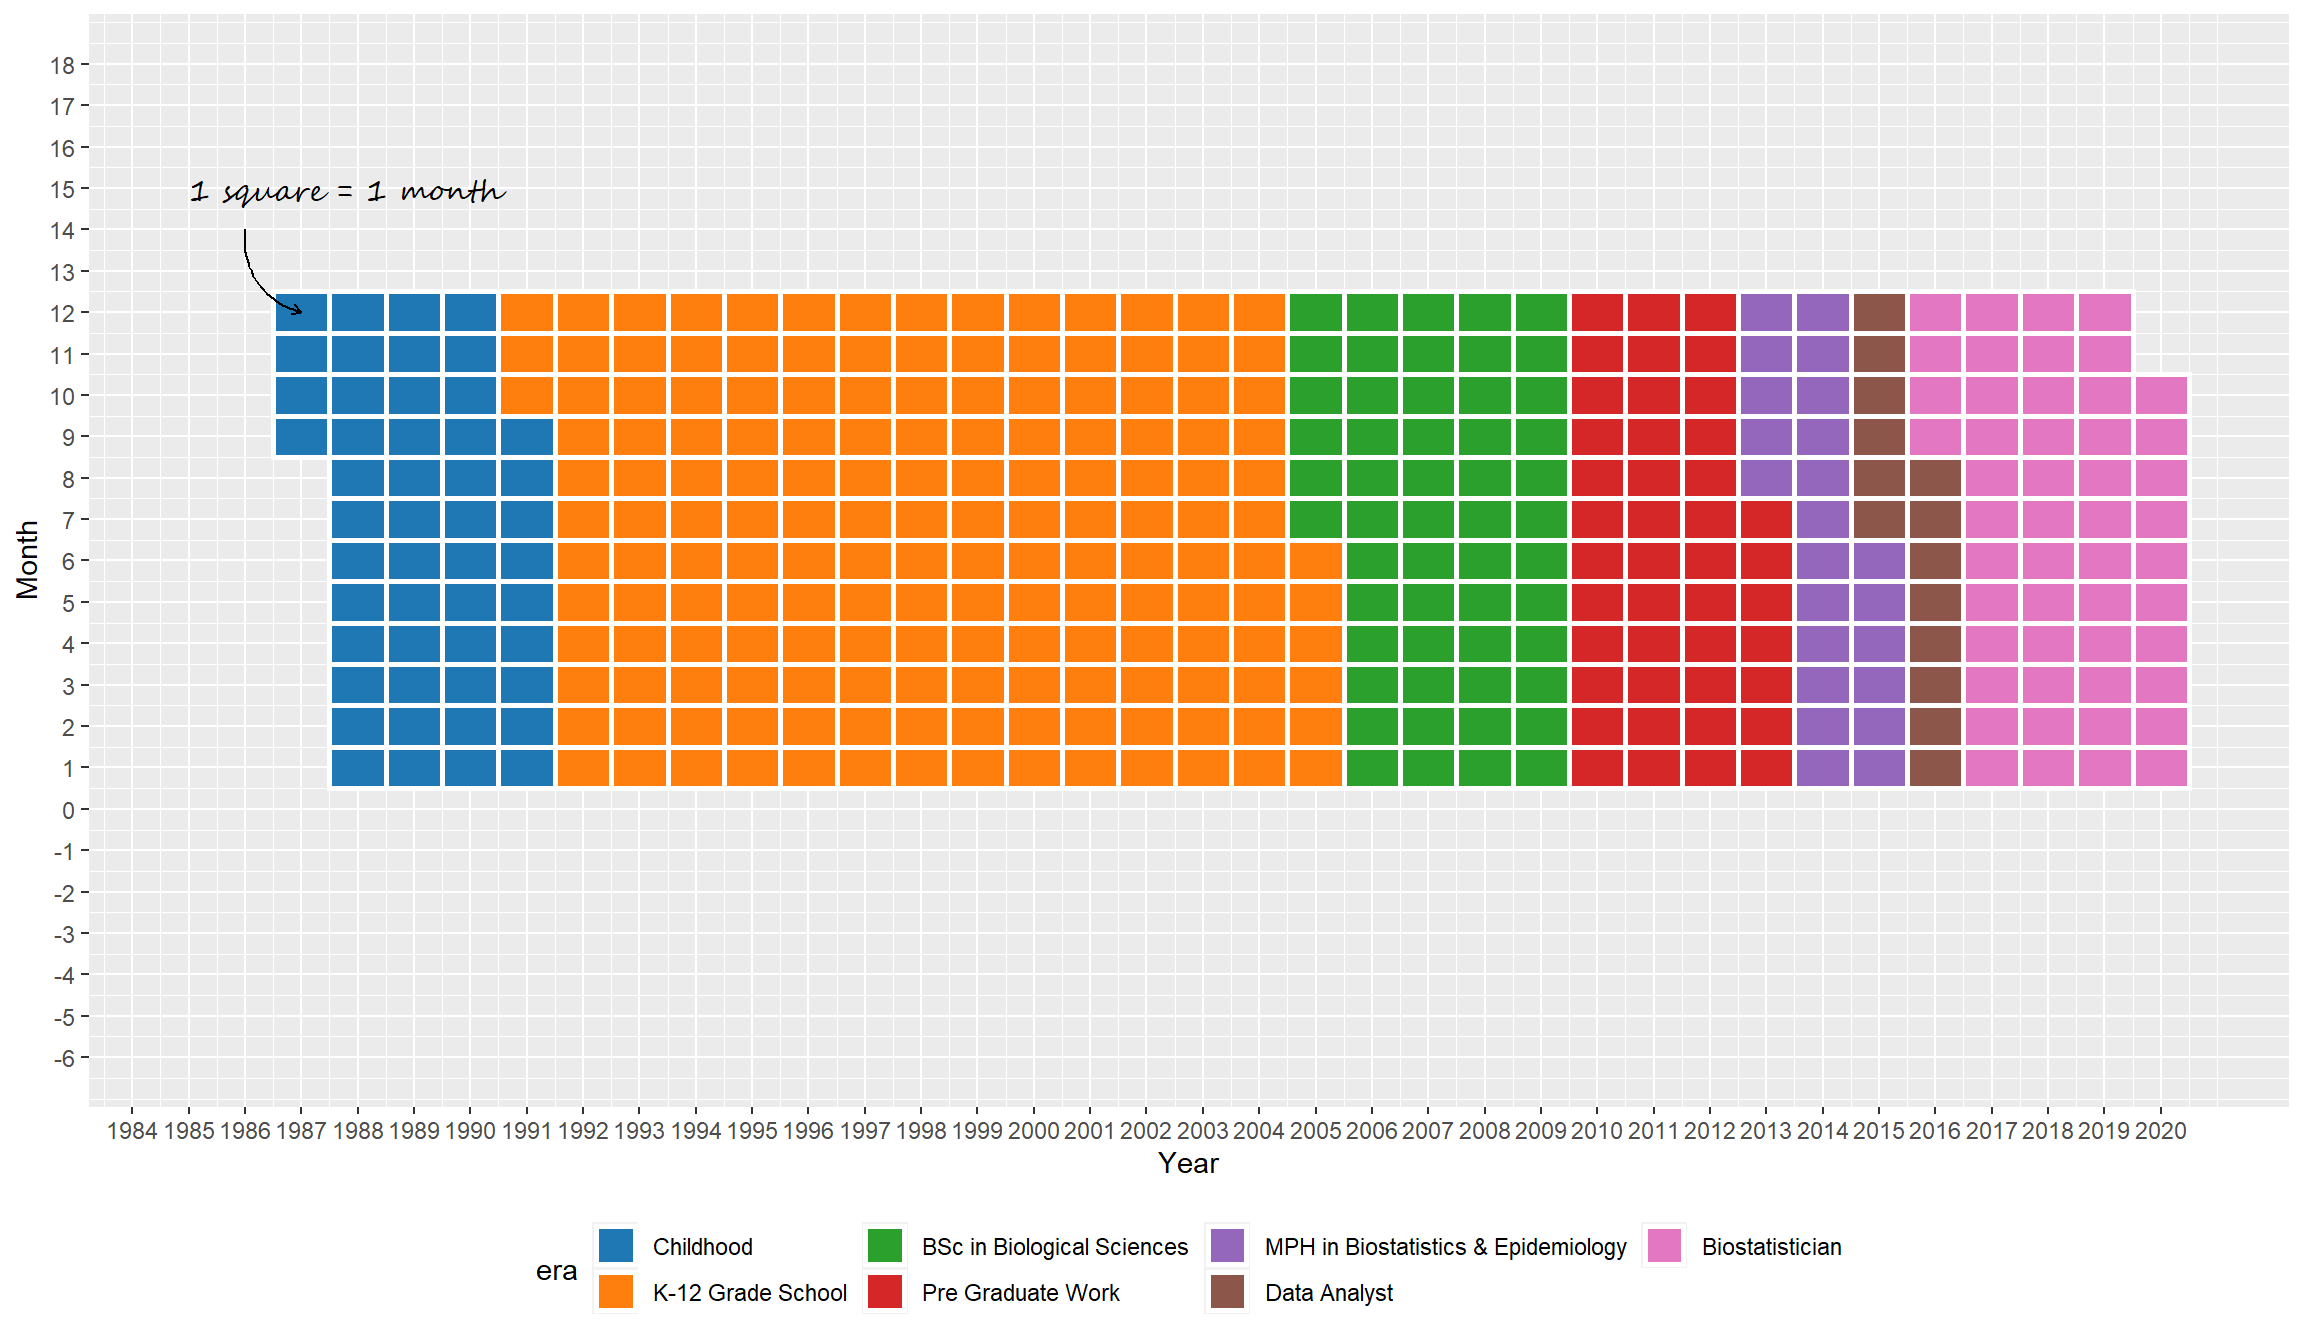 18
17
16
15
14
13
12
11
10
9
8
7
6
5
4
3
2
1
0
-1
-2
-3
-4
-5
-6
Month
1 square = 1 month
1984 1985 1986 1987 1988 1989 1990 1991 1992 1993 1994 1995 1996 1997 1998 1999 2000 2001 2002 2003 2004 2005 2006 2007 2008 2009 2010 2011 2012 2013 2014 2015 2016 2017 2018 2019 2020
Year
era
Childhood
K-12 Grade School
BSc in Biological Sciences
Pre Graduate Work
MPH in Biostatistics & Epidemiology
Data Analyst
Biostatistician